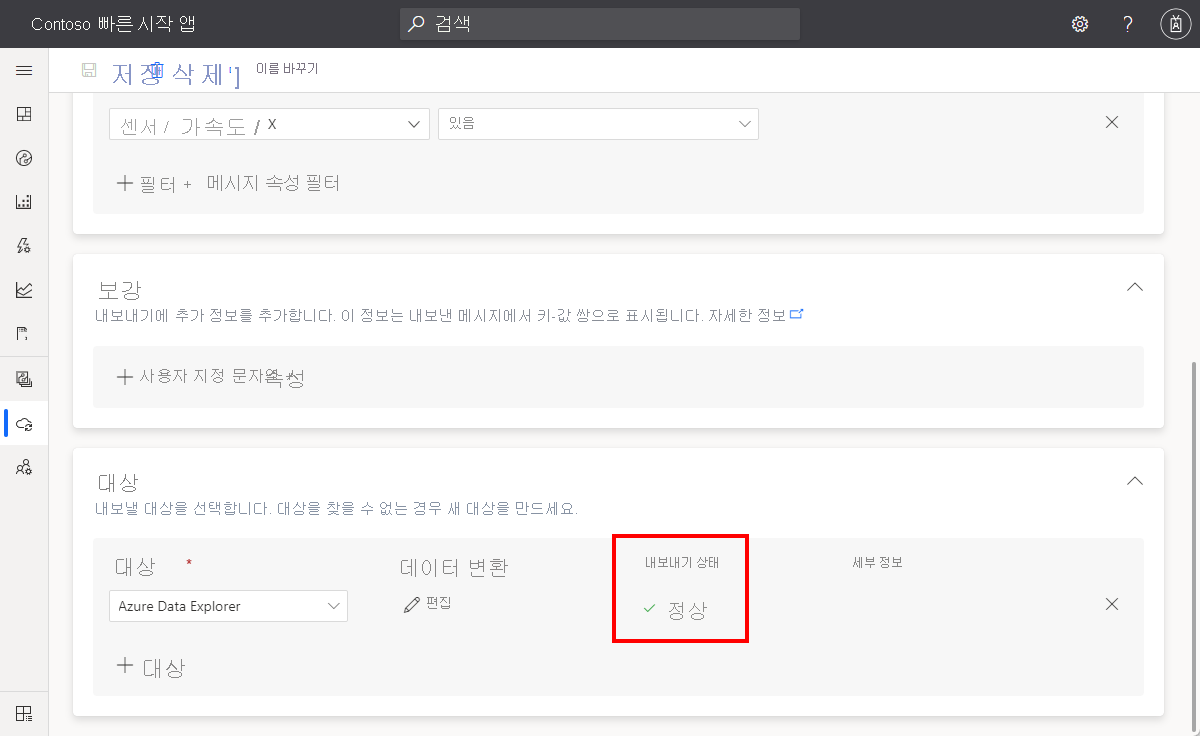 Contoso 빠른 시작 앱
검색
?
저장 삭제 이름 바꾸기
센서/ 가속도 / X
있음
필터 + 메시지 속성 필터
보강
내보내기에 추가 정보를 추가합니다. 이 정보는 내보낸 메시지에서 키-값 쌍으로 표시됩니다. 자세한 정보
사용자 지정 문자열 + 속성
대상
내보낼 대상을 선택합니다. 대상을 찾을 수 없는 경우 새 대상을 만드세요.
대상 * 데이터 변환 내보내기 상태 세부 정보
Azure Data Explorer 편집 정상
+ 대상